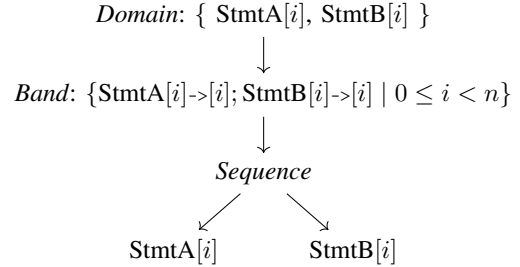 Domain: { StmtA[i], StmtB[i] }
Band: {StmtA[i]->[i]; StmtB[i]->[i] | 0 ≤ i < n}
Sequence
StmtA[i] StmtB[i]